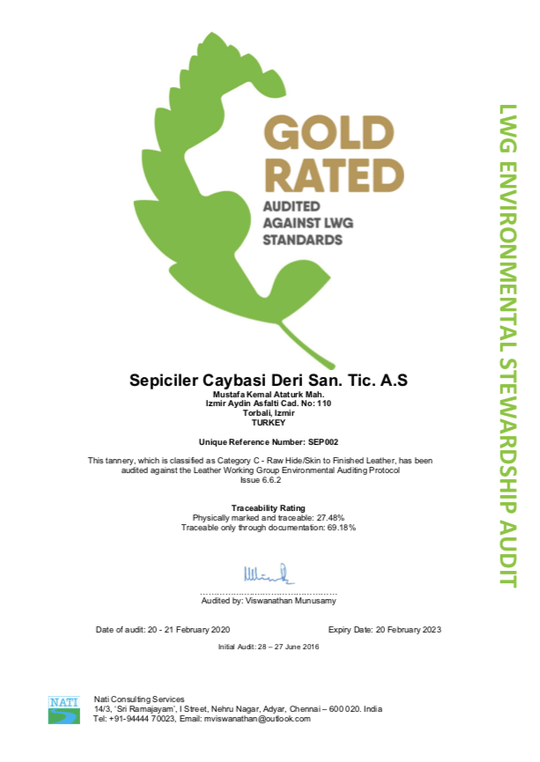 GOLD
RATED
AUDITED
AGAINST LWG
STANDARDS
LWG ENVIRONMENTAL STEWARDSHIP AUDIT
Sepiciler Caybasi Deri San. Tic. A.S
Mustafa Kemal Ataturk Mah.
Izmir Aydin Asfalti Cad. No: 110
Torbali, Izmir
TURKEY
Unique Reference Number: SEP002
This tannery, which is classified as Category C - Raw Hide/Skin to Finished Leather, has been
audited against the Leather Working Group Environmental Auditing Protocol
Issue 6.6.2
Traceability Rating
Physically marked and traceable: 27.48%
Traceable only through documentation: 69.18%
Audited by: Viswanathan Munusamy
Date of audit: 20 - 21 February 2020 Expiry Date: 20 February 2023
Initial Audit: 28 – 27 June 2016
NATI
Nati Consulting Services
14/3, ‘Sri Ramajayam’, I Street, Nehru Nagar, Adyar, Chennai – 600 020. India
Tel: +91-94444 70023, Email: mviswanathan@outlook.com